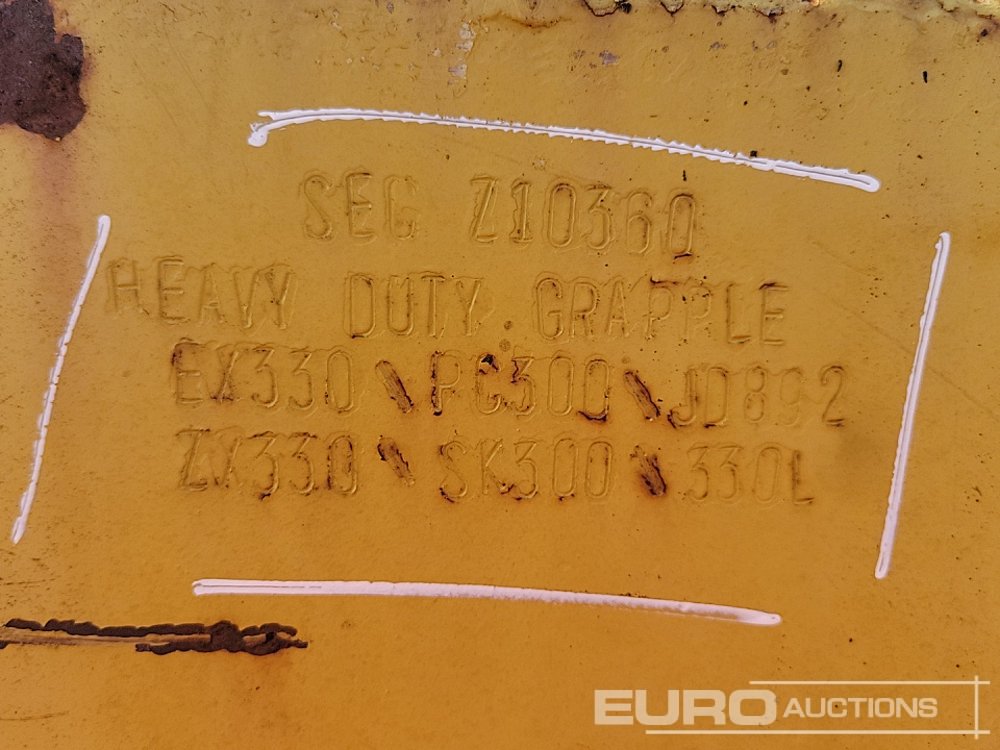 SEG Z10360
HEAVY DUTY GRAPPLE
EX330 \ PC300 \ JD892
ZX330 \ SK300 \ 330L
EURO AUCTIONS